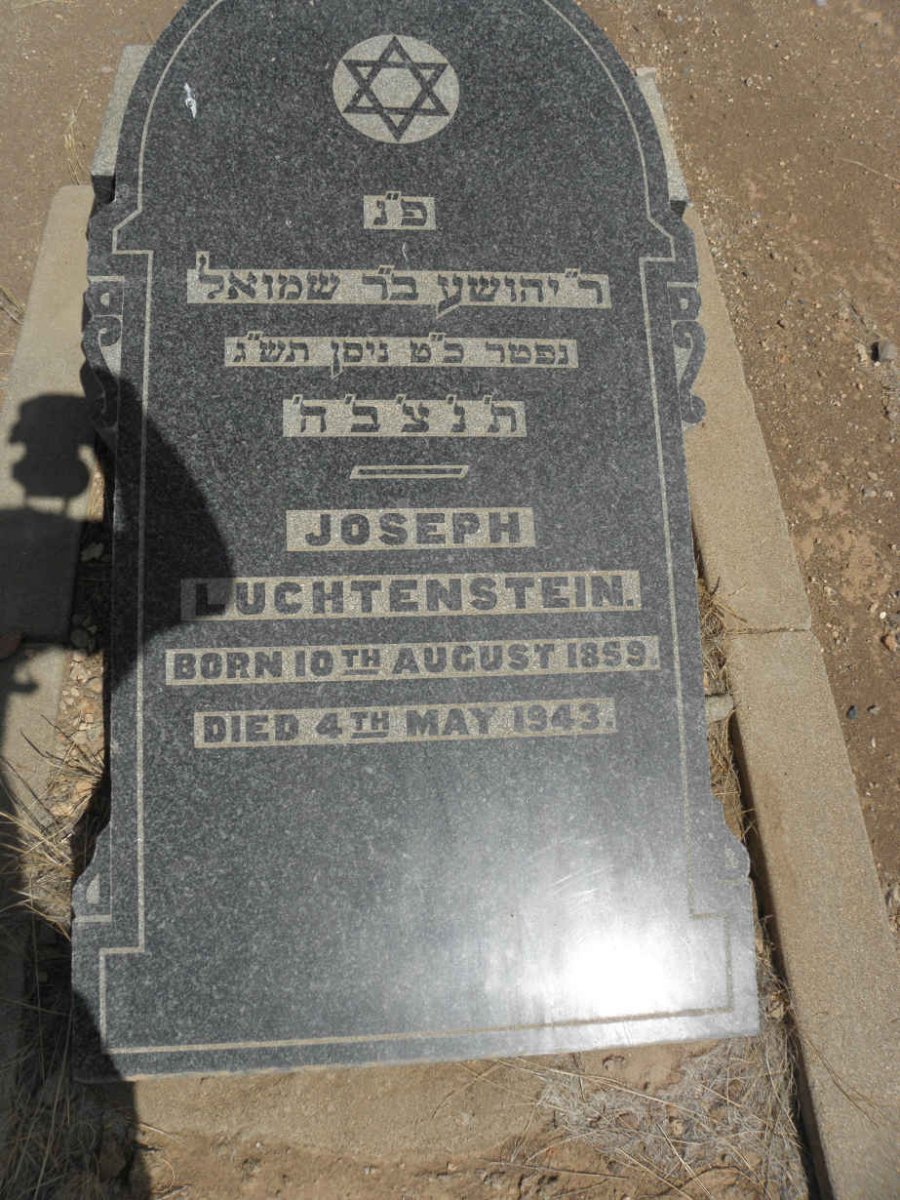 פ"נ
ר"יהושע ב"ר שמואל
נפטר כ"ט ניסן תש"ג
ת'נ'צ'ב'ה'
JOSEPH
LUCHTENSTEIN.
BORN 10TH AUGUST 1859.
DIED 4TH MAY 1943.